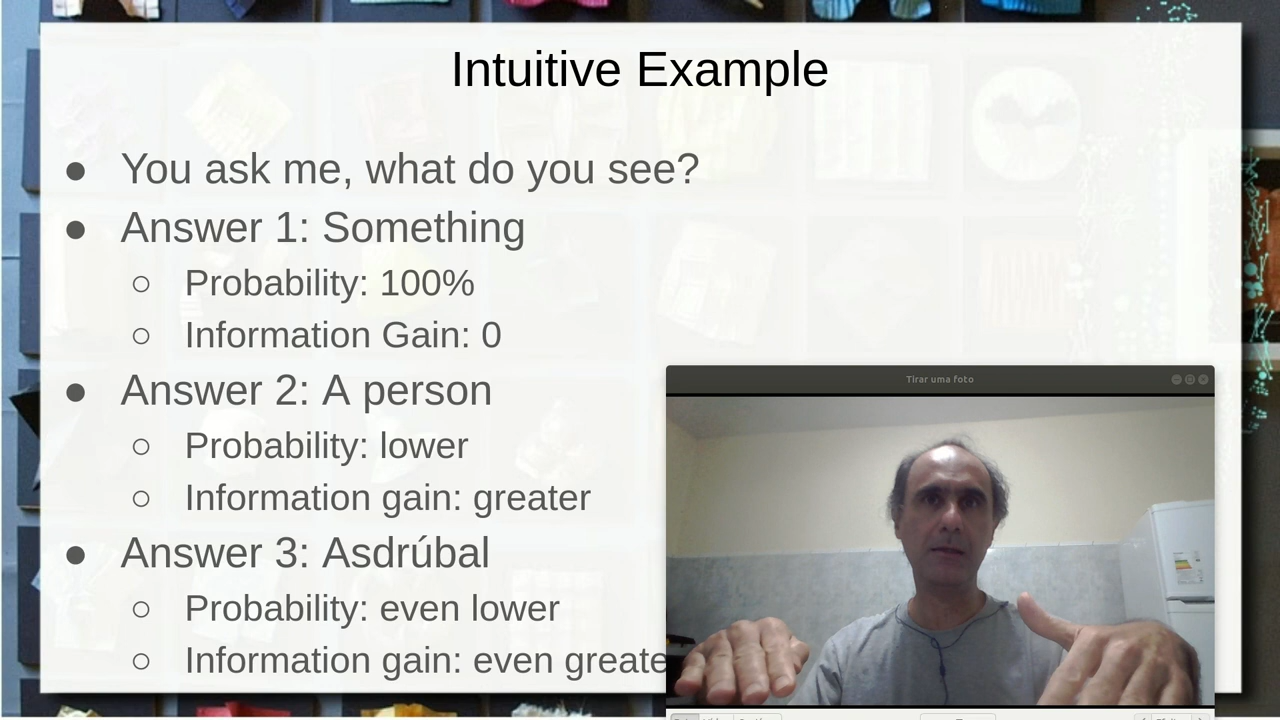 Intuitive Example
● You ask me, what do you see?
● Answer 1: Something
○ Probability: 100%
○ Information Gain: 0
● Answer 2: A person
○ Probability: lower
○ Information gain: greater
● Answer 3: Asdrúbal
○ Probability: even lower
○ Information gain: even greate
Tirar uma foto